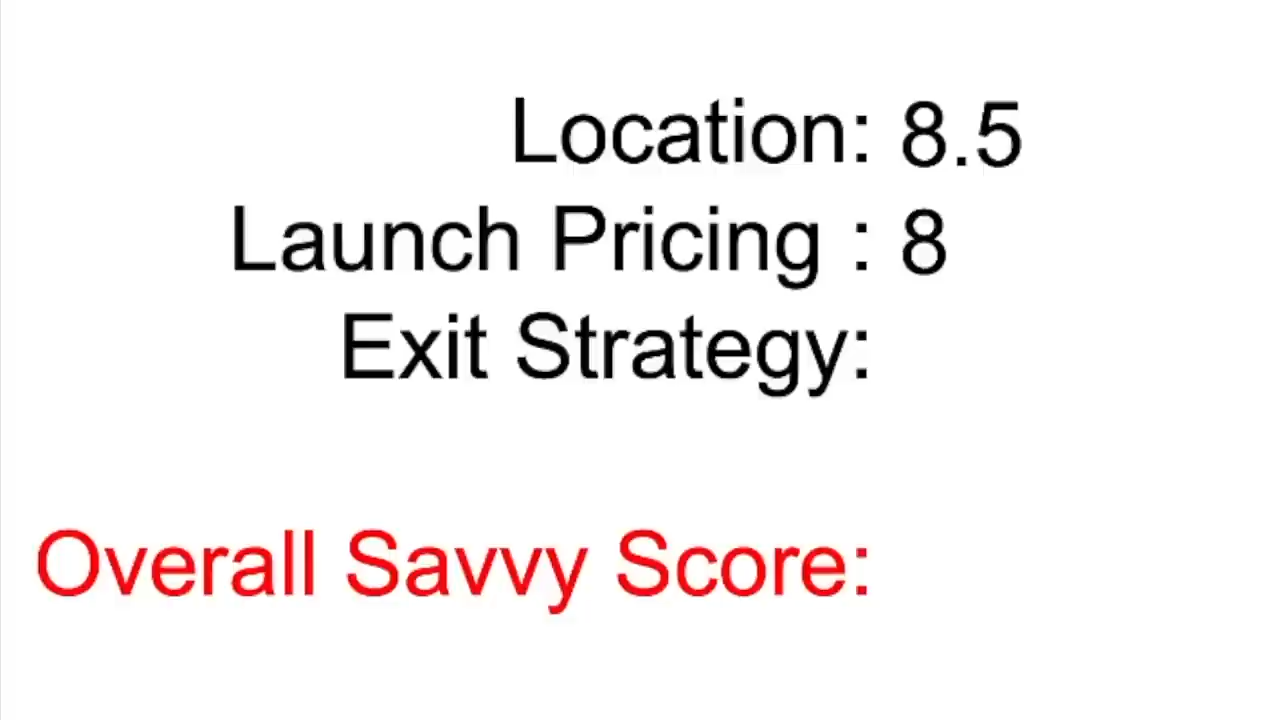 Location: 8.5
Launch Pricing : 8
Exit Strategy:
Overall Savvy Score: